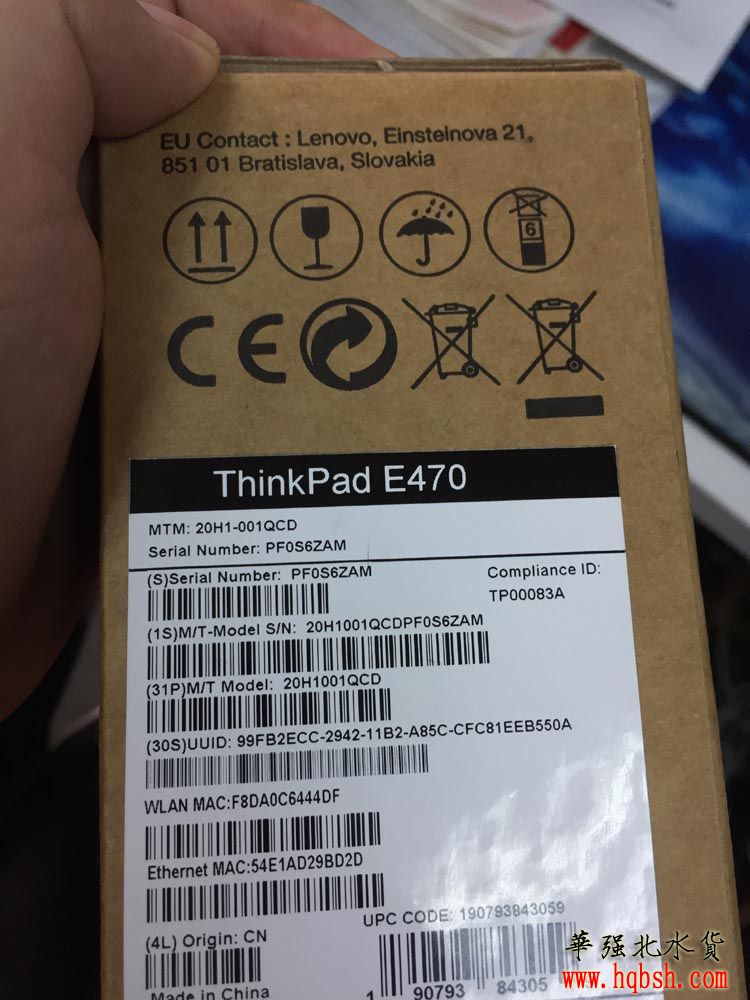 EU Contact : Lenovo, Einsteinova 21,
851 01 Bratislava, Slovakia
6
CE
ThinkPad E470
MTM: 20H1-001QCD
Serial Number: PF0S6ZAM
(S)Serial Number: PF0S6ZAM
Compliance ID:
TP00083A
(1S)M/T-Model S/N: 20H1001QCDPF0S6ZAM
(31P)M/T Model: 20H1001QCD
(30S)UUID: 99FB2ECC-2942-11B2-A85C-CFC81EEB550A
WLAN MAC:F8DA0C6444DF
Ethernet MAC:54E1AD29BD2D
UPC CODE: 190793843059
(4L) Origin: CN
Made in China
1 90793 84305
華强北水貨
www.hqbsh.com